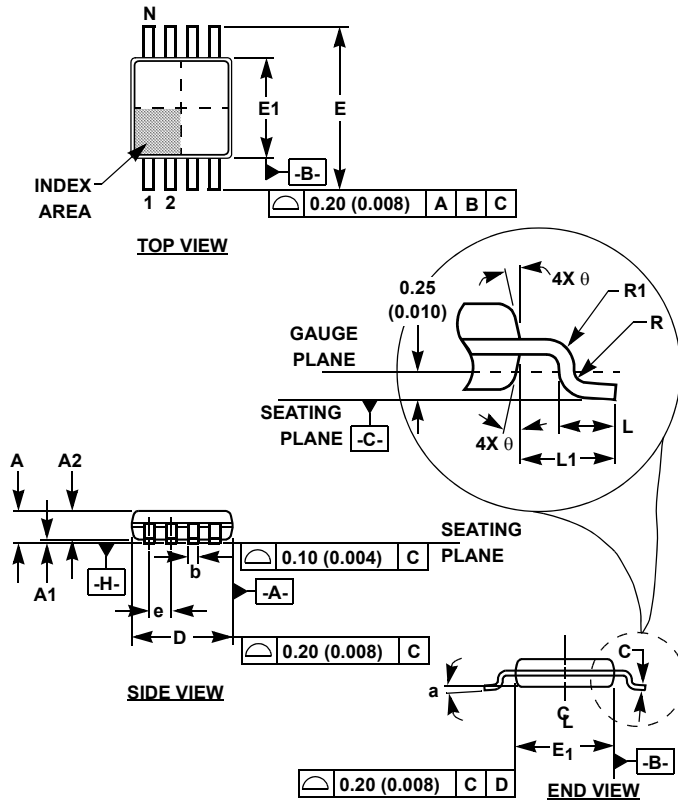 N
E1
E
-B-
INDEX
AREA
1 2
0.20 (0.008) A B C
TOP VIEW
0.25
(0.010)
4X θ
R1
R
GAUGE
PLANE
SEATING
PLANE
-C-
4X θ
L
L1
A A2
A1
-H-
b
e
D
-A-
SEATING
PLANE
0.10 (0.004) C
0.20 (0.008) C
SIDE VIEW
C
a
CL
E1
-B-
0.20 (0.008) C D
END VIEW